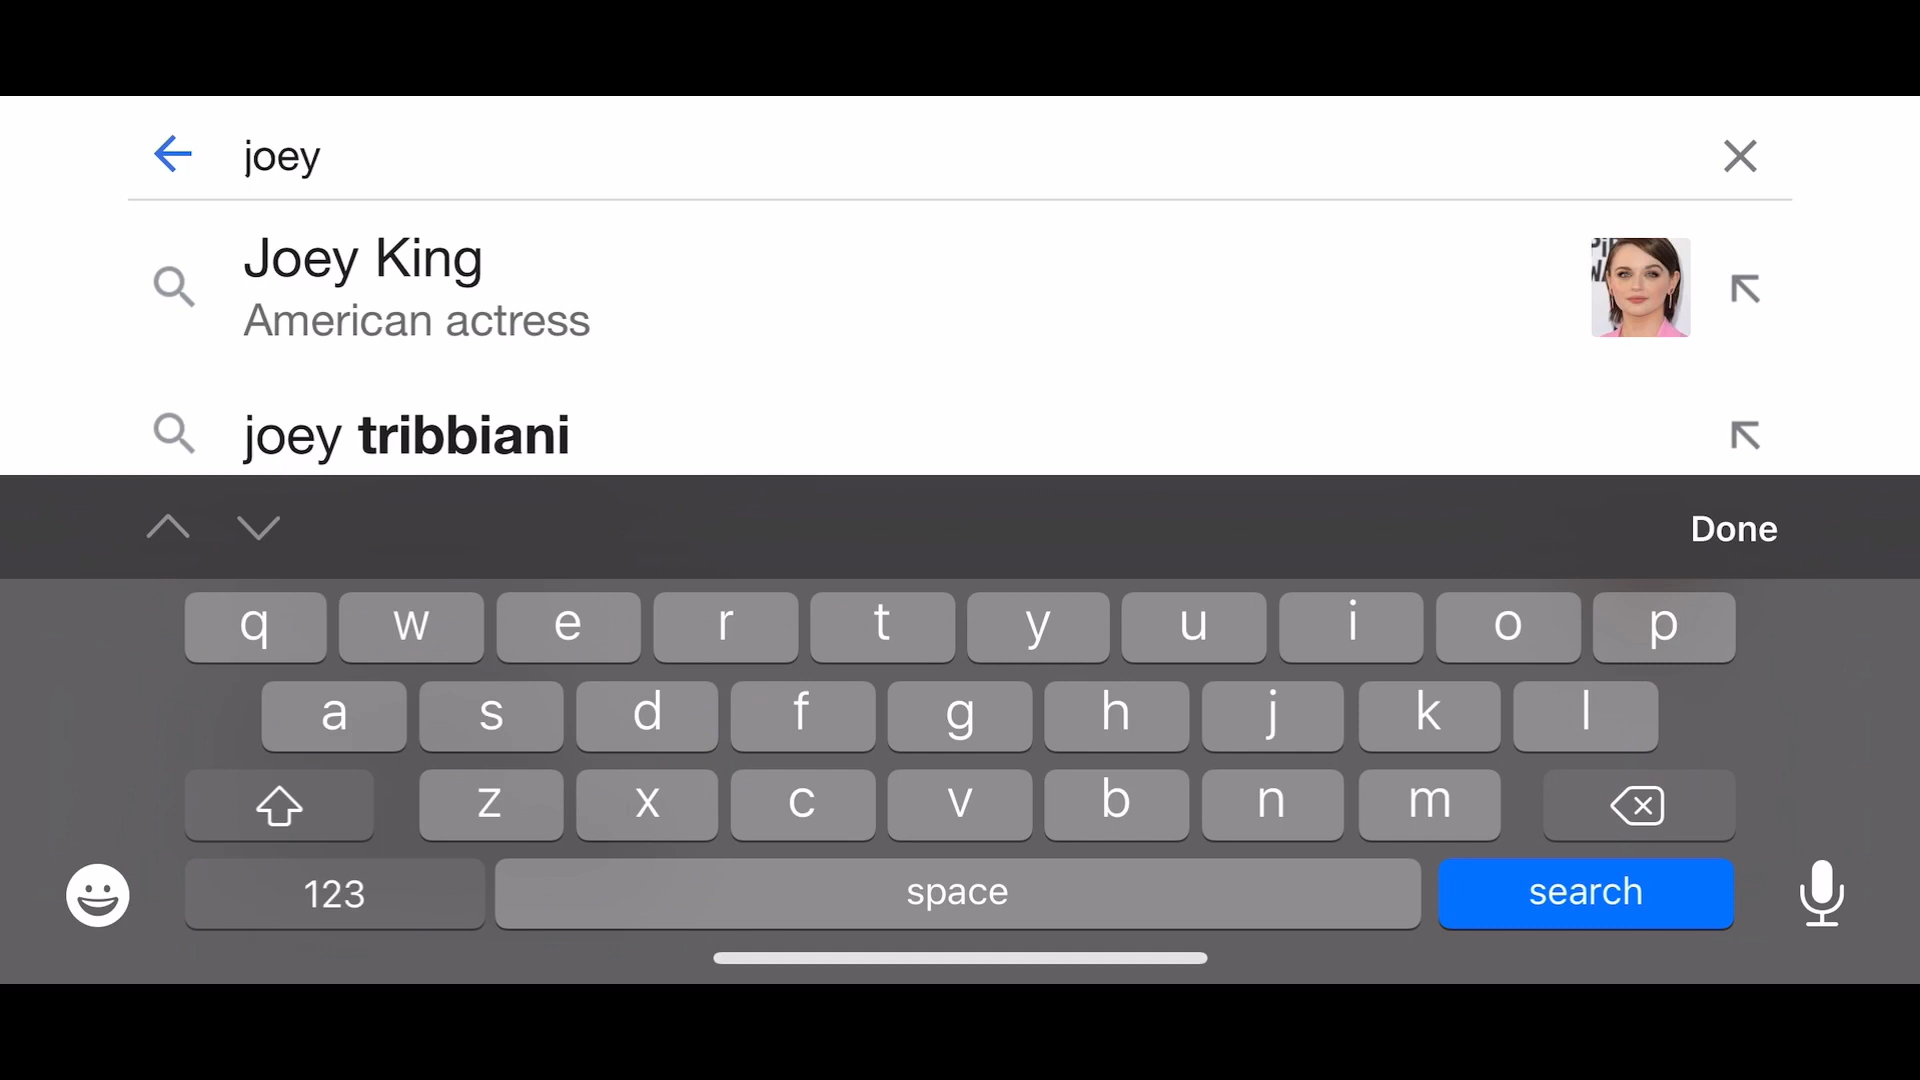 joey
Joey King
American actress
joey tribbiani
Done
q w e r t y u i o p
a s d f g h j k l
z x c v b n m
123 space search